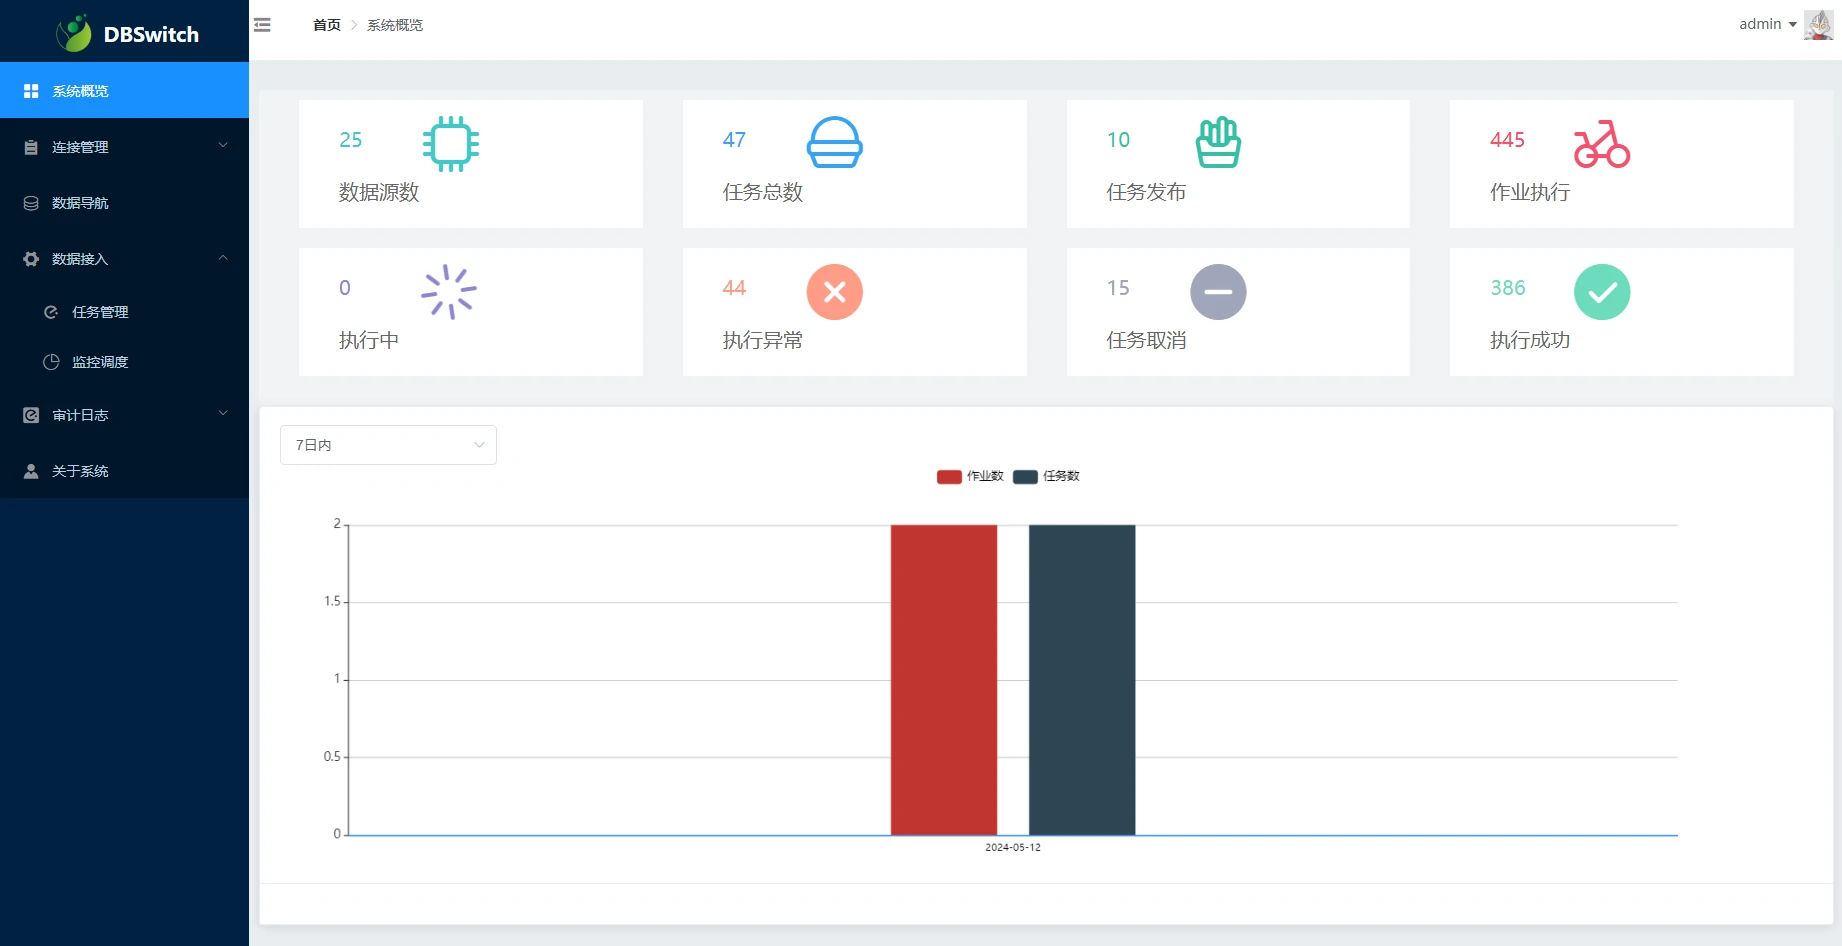 DBSwitch
系统概览
连接管理
数据导航
数据接入
任务管理
监控调度
审计日志
关于系统
首页 系统概览
admin
25
数据源数
47
任务总数
10
任务发布
445
作业执行
0
执行中
44
执行异常
15
任务取消
386
执行成功
7日内
作业数 任务数
2
1.5
1
0.5
0
2024-05-12